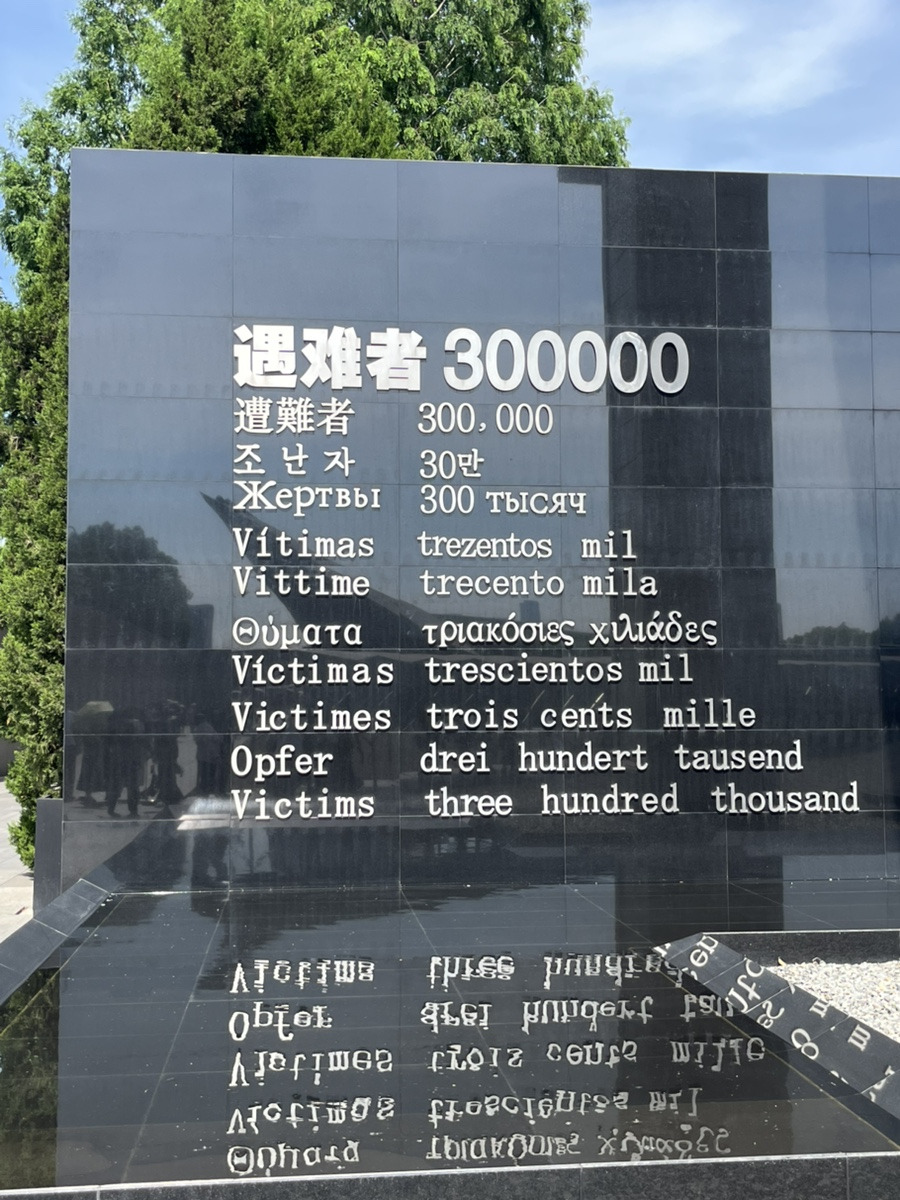 遇难者 300000
遭難者 300,000
조난자 30만
Жертвы 300 тысяч
Vítimas trezentos mil
Vittime trecento mila
Θύματα τριακόσιες χιλιάδες
Víctimas trescientos mil
Victimes trois cents mille
Opfer drei hundert tausend
Victims three hundred thousand